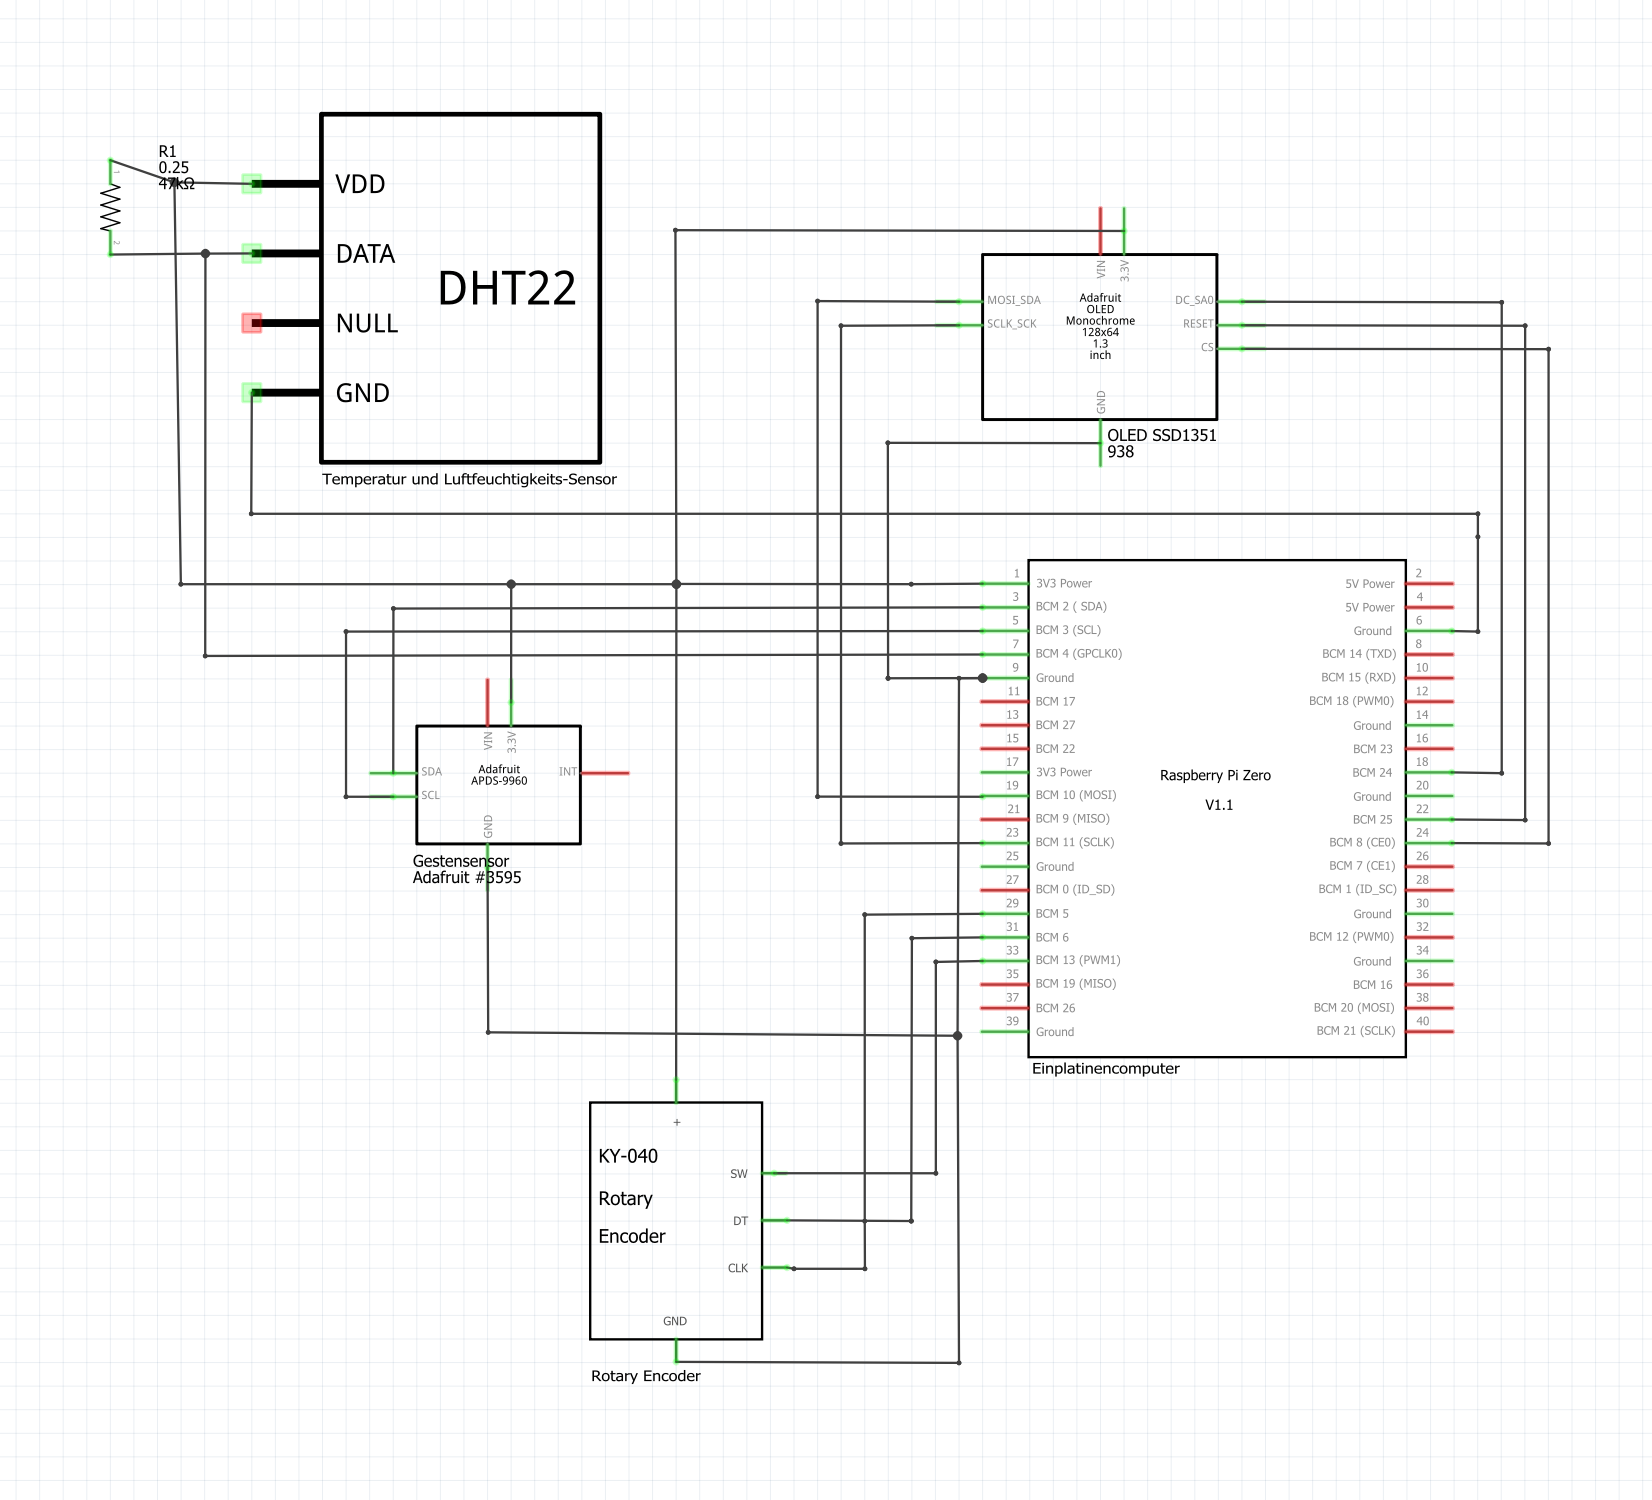 R1
0.25
47kΩ
1
2
VDD
DATA
NULL
GND
DHT22
Temperatur und Luftfeuchtigkeits-Sensor
VIN
3.3V
MOSI_SDA
SCLK_SCK
Adafruit
OLED
Monochrome
128x64
1.3
inch
DC_SA0
RESET
CS
GND
OLED SSD1351
938
1
3V3 Power
3
BCM 2 ( SDA)
5
BCM 3 (SCL)
7
BCM 4 (GPCLK0)
9
Ground
11
BCM 17
13
BCM 27
15
BCM 22
17
3V3 Power
19
BCM 10 (MOSI)
21
BCM 9 (MISO)
23
BCM 11 (SCLK)
25
Ground
27
BCM 0 (ID_SD)
29
BCM 5
31
BCM 6
33
BCM 13 (PWM1)
35
BCM 19 (MISO)
37
BCM 26
39
Ground
Raspberry Pi Zero
V1.1
2
5V Power
4
5V Power
6
Ground
8
BCM 14 (TXD)
10
BCM 15 (RXD)
12
BCM 18 (PWM0)
14
Ground
16
BCM 23
18
BCM 24
20
Ground
22
BCM 25
24
BCM 8 (CE0)
26
BCM 7 (CE1)
28
BCM 1 (ID_SC)
30
Ground
32
BCM 12 (PWM0)
34
Ground
36
BCM 16
38
BCM 20 (MOSI)
40
BCM 21 (SCLK)
Einplatinencomputer
VIN
3.3V
SDA
SCL
Adafruit
APDS-9960
INT
GND
Gestensensor
Adafruit #3595
+
KY-040
Rotary
Encoder
SW
DT
CLK
GND
Rotary Encoder